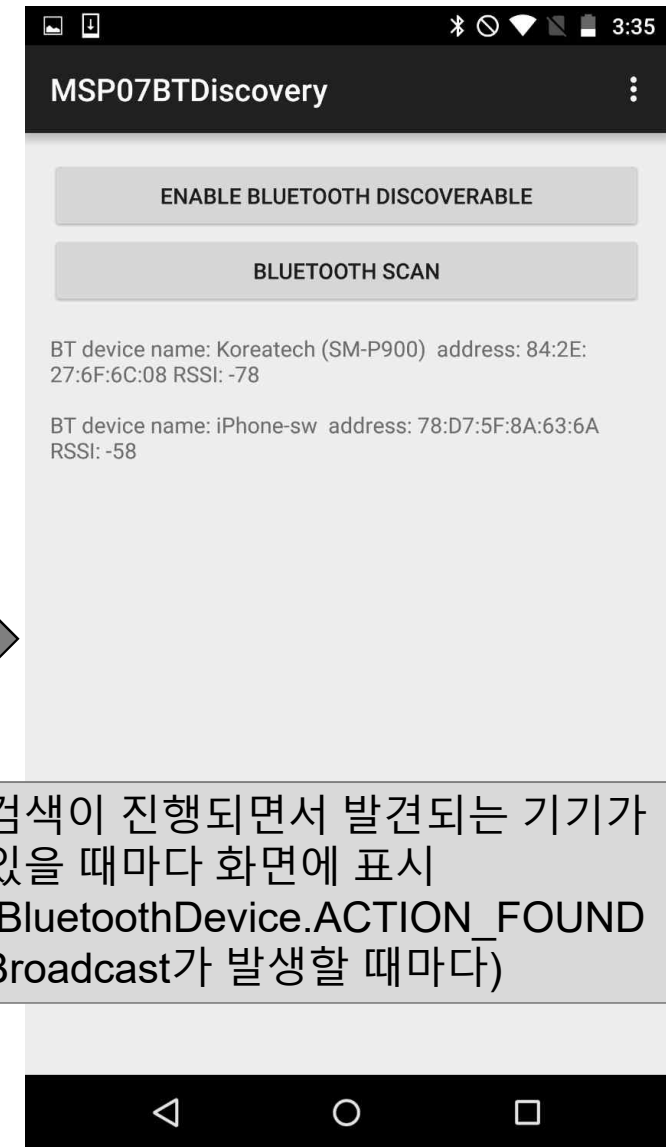 3:35
MSP07BTDiscovery
ENABLE BLUETOOTH DISCOVERABLE
BLUETOOTH SCAN
BT device name: Koreatech (SM-P900) address: 84:2E:
27:6F:6C:08 RSSI: -78
BT device name: iPhone-sw address: 78:D7:5F:8A:63:6A
RSSI: -58
검색이 진행되면서 발견되는 기기가
있을 때마다 화면에 표시
BluetoothDevice.ACTION_FOUND
Broadcast가 발생할 때마다)